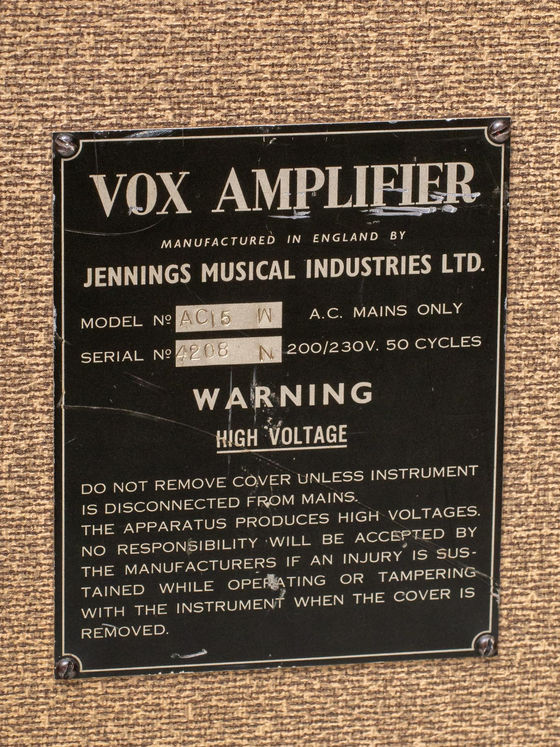 VOX AMPLIFIER
MANUFACTURED IN ENGLAND BY
JENNINGS MUSICAL INDUSTRIES LTD.
MODEL Nº AC15 W A.C. MAINS ONLY
SERIAL Nº 4208 N 200/230V. 50 CYCLES
WARNING
HIGH VOLTAGE
DO NOT REMOVE COVER UNLESS INSTRUMENT
IS DISCONNECTED FROM MAINS.
THE APPARATUS PRODUCES HIGH VOLTAGES.
NO RESPONSIBILITY WILL BE ACCEPTED BY
THE MANUFACTURERS IF AN INJURY IS SUS-
TAINED WHILE OPERATING OR TAMPERING
WITH THE INSTRUMENT WHEN THE COVER IS
REMOVED.